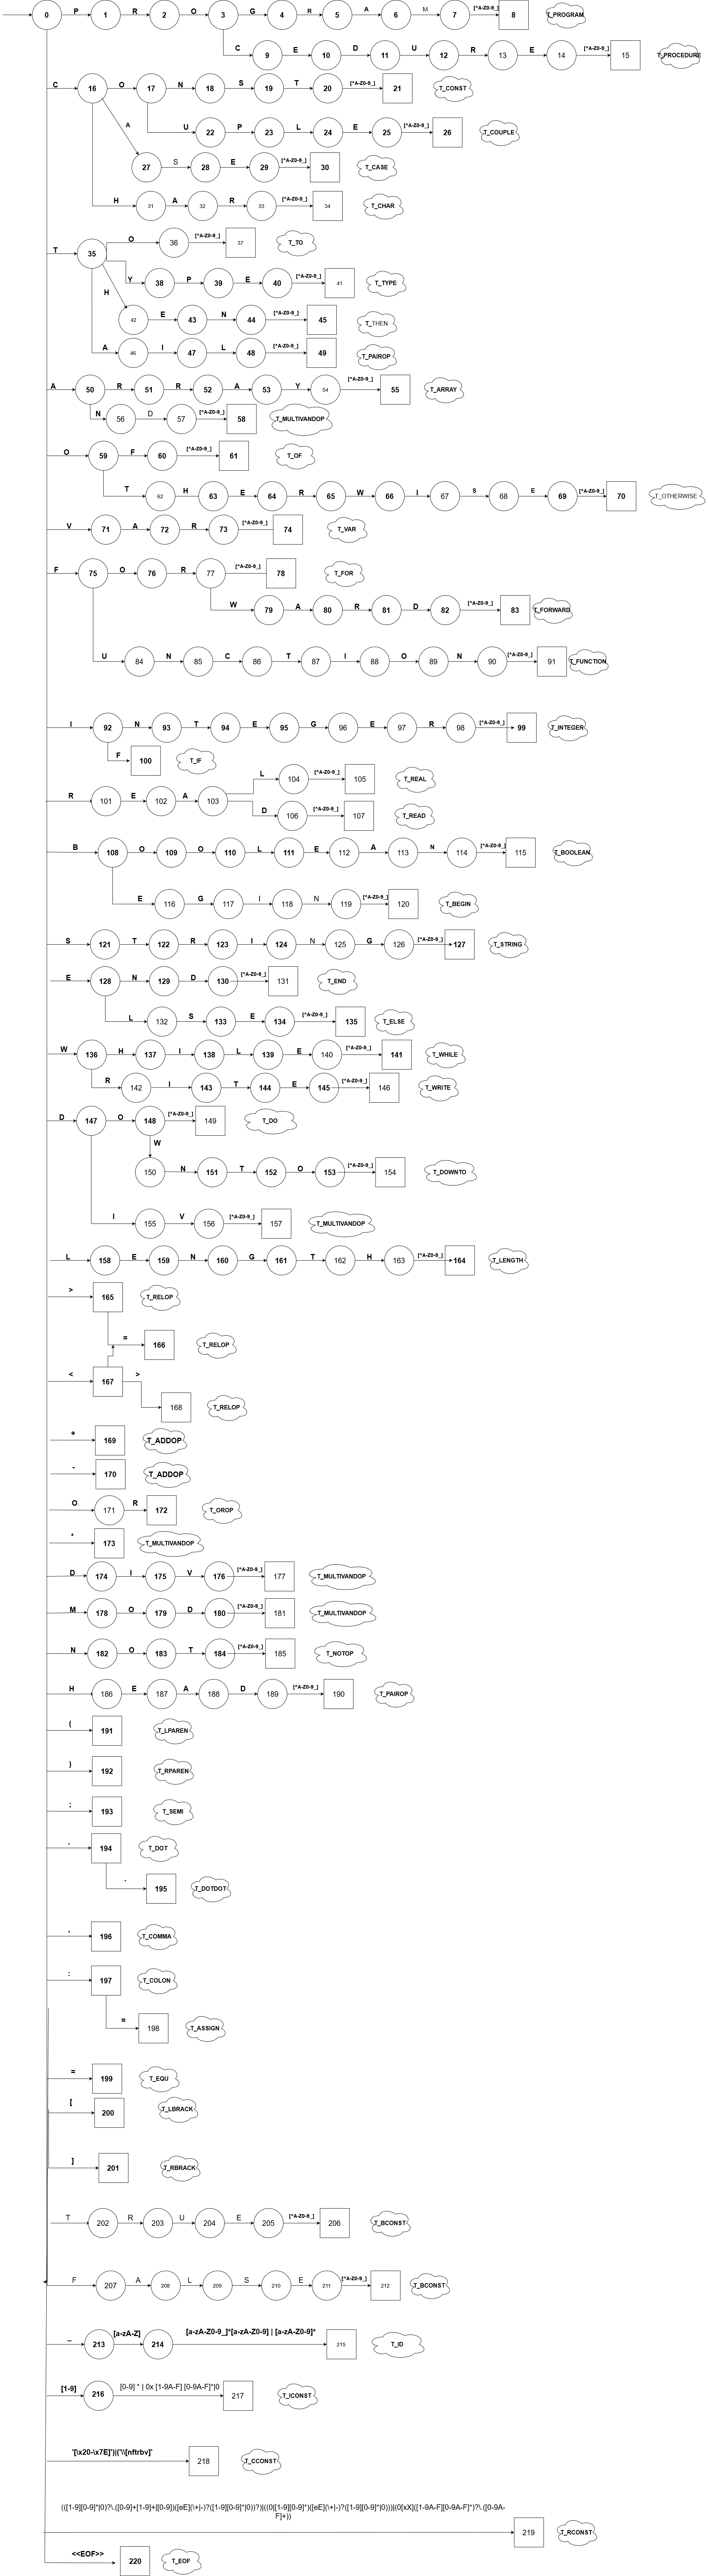 0 P 1 R 2 O 3 G 4 R 5 A 6 M 7 [^A-Z0-9_] 8 T_PROGRAM
C 9 E 10 D 11 U 12 R 13 E 14 [^A-Z0-9_] 15 T_PROCEDURE
C 16 O 17 N 18 S 19 T 20 [^A-Z0-9_] 21 T_CONST
U 22 P 23 L 24 E 25 [^A-Z0-9_] 26 T_COUPLE
A 27 S 28 E 29 [^A-Z0-9_] 30 T_CASE
H 31 A 32 R 33 [^A-Z0-9_] 34 T_CHAR
T 35 O 36 [^A-Z0-9_] 37 T_TO
Y 38 P 39 E 40 [^A-Z0-9_] 41 T_TYPE
H 42 E 43 N 44 [^A-Z0-9_] 45 T_THEN
A 46 I 47 L 48 [^A-Z0-9_] 49 T_PAIROP
A 50 R 51 R 52 A 53 Y 54 [^A-Z0-9_] 55 T_ARRAY
N 56 D 57 [^A-Z0-9_] 58 T_MULTIVANDOP
O 59 F 60 [^A-Z0-9_] 61 T_OF
T 62 H 63 E 64 R 65 W 66 I 67 S 68 E 69 [^A-Z0-9_] 70 T_OTHERWISE
V 71 A 72 R 73 [^A-Z0-9_] 74 T_VAR
F 75 O 76 R 77 [^A-Z0-9_] 78 T_FOR
W 79 A 80 R 81 D 82 [^A-Z0-9_] 83 T_FORWARD
U 84 N 85 C 86 T 87 I 88 O 89 N 90 [^A-Z0-9_] 91 T_FUNCTION
I 92 N 93 T 94 E 95 G 96 E 97 R 98 [^A-Z0-9_] 99 T_INTEGER
F 100 T_IF
R 101 E 102 A 103 L 104 [^A-Z0-9_] 105 T_REAL
D 106 [^A-Z0-9_] 107 T_READ
B 108 O 109 O 110 L 111 E 112 A 113 N 114 [^A-Z0-9_] 115 T_BOOLEAN
E 116 G 117 I 118 N 119 [^A-Z0-9_] 120 T_BEGIN
S 121 T 122 R 123 I 124 N 125 G 126 [^A-Z0-9_] 127 T_STRING
E 128 N 129 D 130 [^A-Z0-9_] 131 T_END
L 132 S 133 E 134 [^A-Z0-9_] 135 T_ELSE
W 136 H 137 I 138 L 139 E 140 [^A-Z0-9_] 141 T_WHILE
R 142 I 143 T 144 E 145 [^A-Z0-9_] 146 T_WRITE
D 147 O 148 [^A-Z0-9_] 149 T_DO
W 150 N 151 T 152 O 153 [^A-Z0-9_] 154 T_DOWNTO
I 155 V 156 [^A-Z0-9_] 157 T_MULTIVANDOP
L 158 E 159 N 160 G 161 T 162 H 163 [^A-Z0-9_] 164 T_LENGTH
> 165 T_RELOP
= 166 T_RELOP
< 167 >
168 T_RELOP
+ 169 T_ADDOP
- 170 T_ADDOP
O 171 R 172 T_OROP
* 173 T_MULTIVANDOP
D 174 I 175 V 176 [^A-Z0-9_] 177 T_MULTIVANDOP
M 178 O 179 D 180 [^A-Z0-9_] 181 T_MULTIVANDOP
N 182 O 183 T 184 [^A-Z0-9_] 185 T_NOTOP
H 186 E 187 A 188 D 189 [^A-Z0-9_] 190 T_PAIROP
( 191 T_LPAREN
) 192 T_RPAREN
; 193 T_SEMI
. 194 T_DOT
. 195 T_DOTDOT
, 196 T_COMMA
: 197 T_COLON
= 198 T_ASSIGN
= 199 T_EQU
[ 200 T_LBRACK
] 201 T_RBRACK
T 202 R 203 U 204 E 205 [^A-Z0-9_] 206 T_BCONST
F 207 A 208 L 209 S 210 E 211 [^A-Z0-9_] 212 T_BCONST
_ 213 [a-zA-Z] 214 [a-zA-Z0-9_]*[a-zA-Z0-9] | [a-zA-Z0-9]* 215 T_ID
[1-9] 216 [0-9] * | 0x [1-9A-F] [0-9A-F]*|0 217 T_ICONST
'[\x20-\x7E]')|('\\[nftrbv]' 218 T_CCONST
(([1-9][0-9]*|0)?\.([0-9]+[1-9]+|[0-9])([eE](\+|-)?([1-9][0-9]*|0))?)|((0|[1-9][0-9]*)([eE](\+|-)?([1-9][0-9]*|0)))|(0[xX]([1-9A-F][0-9A-F]*)?\.([0-9A-
F]+)) 219 T_RCONST
<<EOF>> 220 T_EOF